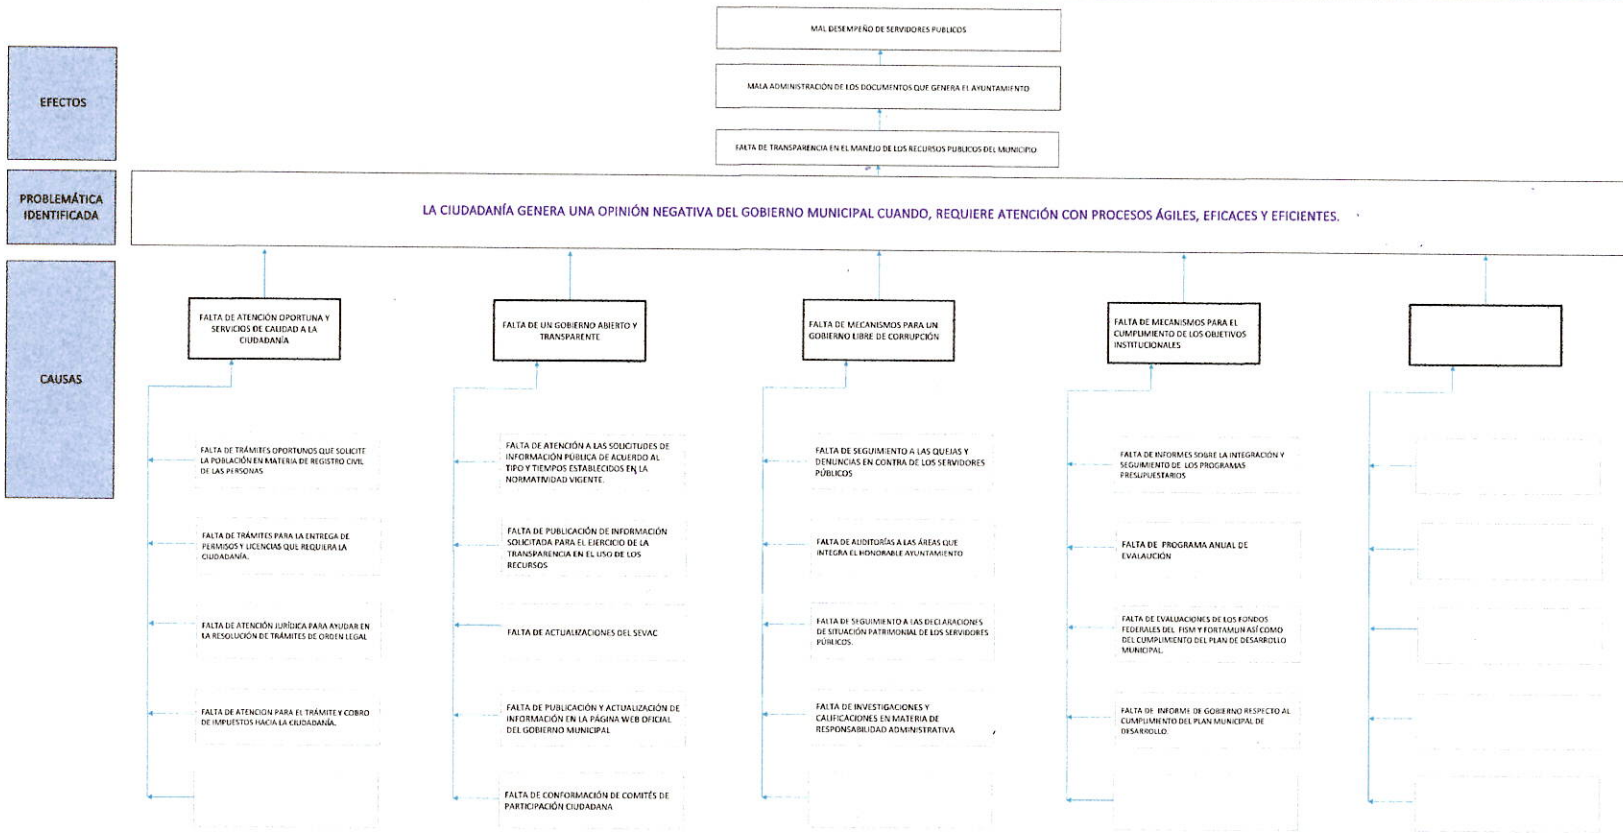 MAL DESEMPEÑO DE SERVIDORES PUBLICOS
EFECTOS
MALA ADMINISTRACIÓN DE LOS DOCUMENTOS QUE GENERA EL AYUNTAMIENTO
FALTA DE TRANSPARENCIA EN EL MANEJO DE LOS RECURSOS PUBLICOS DEL MUNICIPIO
PROBLEMÁTICA
IDENTIFICADA
LA CIUDADANÍA GENERA UNA OPINIÓN NEGATIVA DEL GOBIERNO MUNICIPAL CUANDO, REQUIERE ATENCIÓN CON PROCESOS ÁGILES, EFICACES Y EFICIENTES.
CAUSAS
FALTA DE ATENCIÓN OPORTUNA Y
SERVICIOS DE CALIDAD A LA
CIUDADANÍA
FALTA DE TRÁMITES OPORTUNOS QUE SOLICITE
LA POBLACIÓN EN MATERIA DE REGISTRO CIVIL
DE LAS PERSONAS
FALTA DE TRÁMITES PARA LA ENTREGA DE
PERMISOS Y LICENCIAS QUE REQUIERA LA
CIUDADANÍA.
FALTA DE ATENCIÓN JURÍDICA PARA AYUDAR EN
LA RESOLUCIÓN DE TRÁMITES DE ORDEN LEGAL
FALTA DE ATENCION PARA EL TRÁMITE Y COBRO
DE IMPUESTOS HACIA LA CIUDADANÍA.
FALTA DE UN GOBIERNO ABIERTO Y
TRANSPARENTE
FALTA DE ATENCIÓN A LAS SOLICITUDES DE
INFORMACIÓN PÚBLICA DE ACUERDO AL
TIPO Y TIEMPOS ESTABLECIDOS EN LA
NORMATIVIDAD VIGENTE.
FALTA DE PUBLICACIÓN DE INFORMACIÓN
SOLICITADA PARA EL EJERCICIO DE LA
TRANSPARENCIA EN EL USO DE LOS
RECURSOS
FALTA DE ACTUALIZACIONES DEL SEVAC
FALTA DE PUBLICACIÓN Y ACTUALIZACIÓN DE
INFORMACIÓN EN LA PÁGINA WEB OFICIAL
DEL GOBIERNO MUNICIPAL
FALTA DE CONFORMACIÓN DE COMITÉS DE
PARTICIPACIÓN CIUDADANA
FALTA DE MECANISMOS PARA UN
GOBIERNO LIBRE DE CORRUPCIÓN
FALTA DE SEGUIMIENTO A LAS QUEJAS Y
DENUNCIAS EN CONTRA DE LOS SERVIDORES
PÚBLICOS
FALTA DE AUDITORÍAS A LAS ÁREAS QUE
INTEGRA EL HONORABLE AYUNTAMIENTO
FALTA DE SEGUIMIENTO A LAS DECLARACIONES
DE SITUACIÓN PATRIMONIAL DE LOS SERVIDORES
PÚBLICOS.
FALTA DE INVESTIGACIONES Y
CALIFICACIONES EN MATERIA DE
RESPONSABILIDAD ADMINISTRATIVA
FALTA DE MECANISMOS PARA EL
CUMPLIMIENTO DE LOS OBJETIVOS
INSTITUCIONALES
FALTA DE INFORMES SOBRE LA INTEGRACIÓN Y
SEGUIMIENTO DE LOS PROGRAMAS
PRESUPUESTARIOS
FALTA DE PROGRAMA ANUAL DE
EVALAUCIÓN
FALTA DE EVALUACIONES DE LOS FONDOS
FEDERALES DEL FISM Y FORTAMUN ASÍ COMO
DEL CUMPLIMIENTO DEL PLAN DE DESARROLLO
MUNICIPAL.
FALTA DE INFORME DE GOBIERNO RESPECTO AL
CUMPLIMIENTO DEL PLAN MUNICIPAL DE
DESARROLLO.